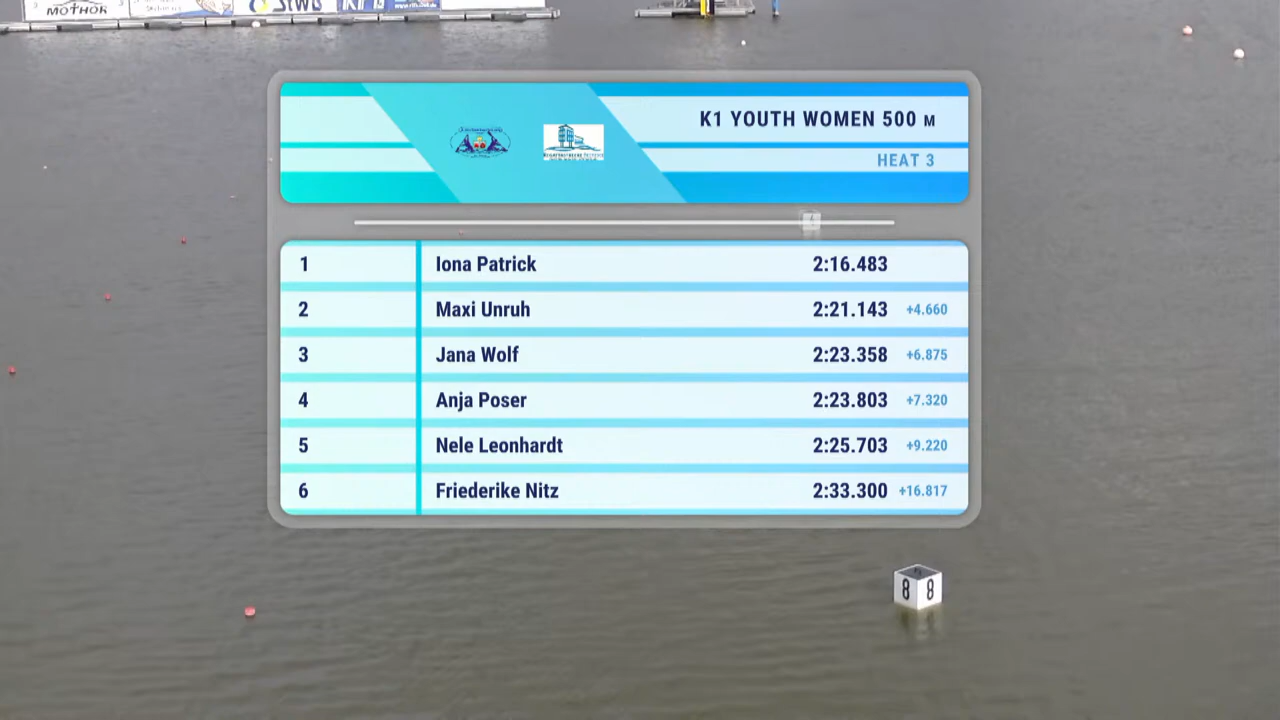 MOTHOR
K1 YOUTH WOMEN 500 M
HEAT 3
1 Iona Patrick 2:16.483
2 Maxi Unruh 2:21.143 +4.660
3 Jana Wolf 2:23.358 +6.875
4 Anja Poser 2:23.803 +7.320
5 Nele Leonhardt 2:25.703 +9.220
6 Friederike Nitz 2:33.300 +16.817
8 8